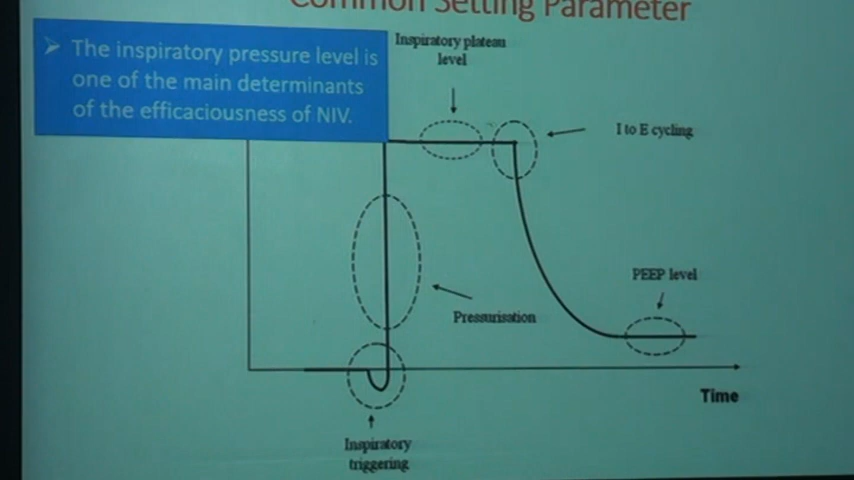 Common Setting Parameter
The inspiratory pressure level is
one of the main determinants
of the efficaciousness of NIV.
Inspiratory plateau
level
I to E cycling
PEEP level
Pressurisation
Time
Inspiratory
triggering